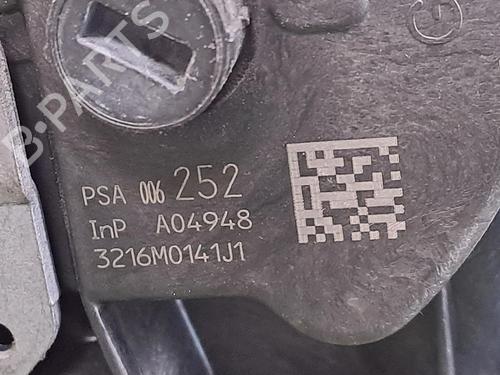 B-PARTS
PSA 006 252
InP A04948
3216M0141J1